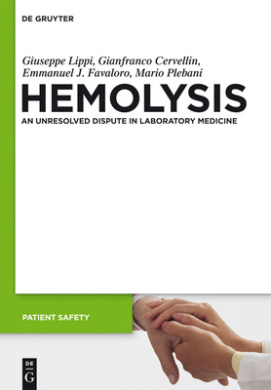 DE GRUYTER
Giuseppe Lippi, Gianfranco Cervellin,
Emmanuel J. Favaloro, Mario Plebani
HEMOLYSIS
AN UNRESOLVED DISPUTE IN LABORATORY MEDICINE
PATIENT SAFETY
DE
G